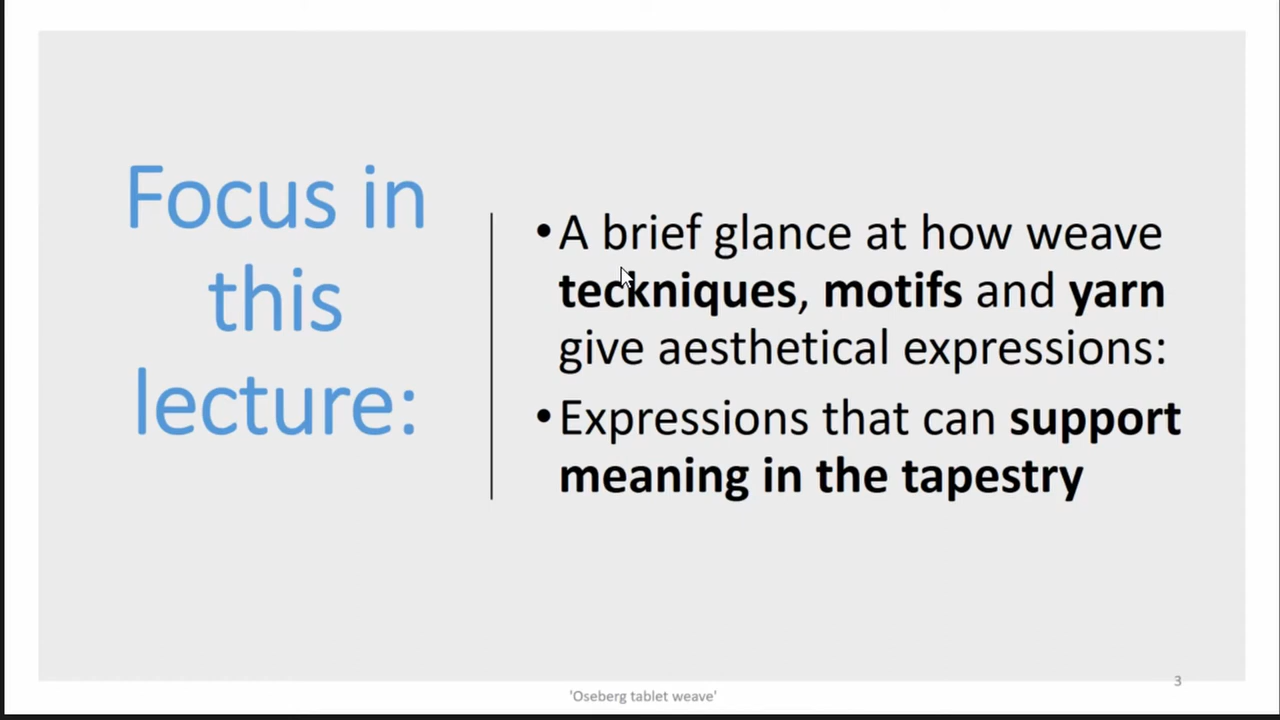 Focus in
this
lecture:
•A brief glance at how weave
techniques, motifs and yarn
give aesthetical expressions:
•Expressions that can support
meaning in the tapestry
'Oseberg tablet weave'
3